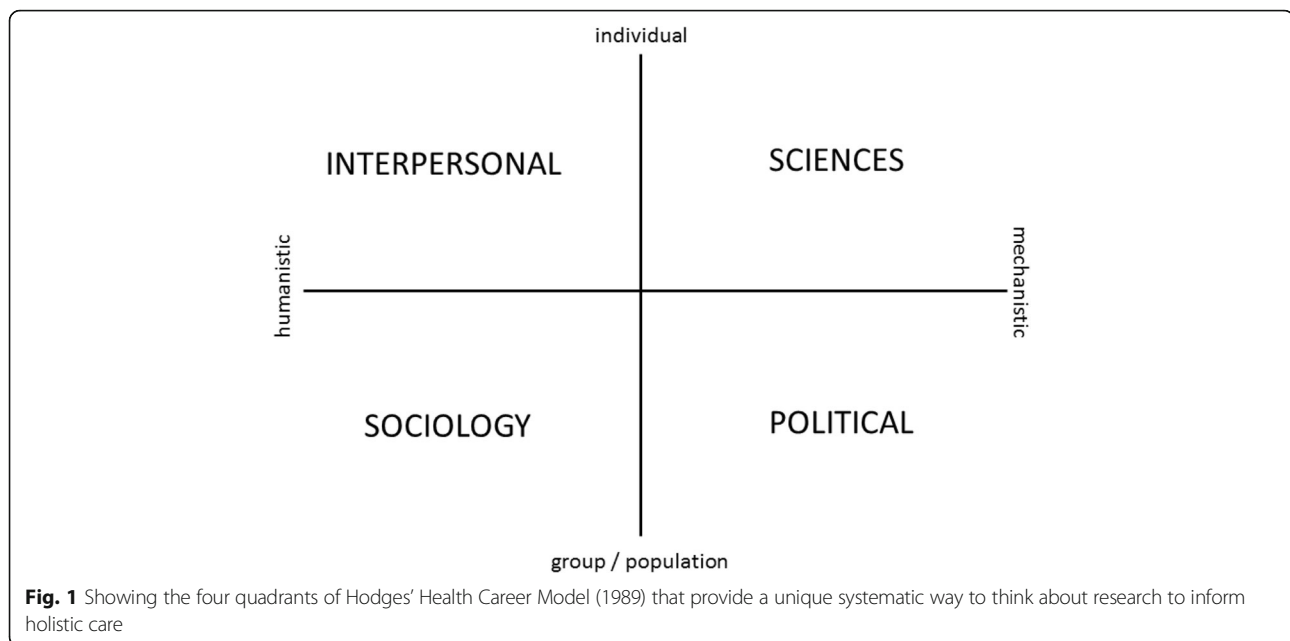 individual
INTERPERSONAL
SCIENCES
humanistic
mechanistic
SOCIOLOGY
POLITICAL
group / population
Fig. 1 Showing the four quadrants of Hodges’ Health Career Model (1989) that provide a unique systematic way to think about research to inform
holistic care